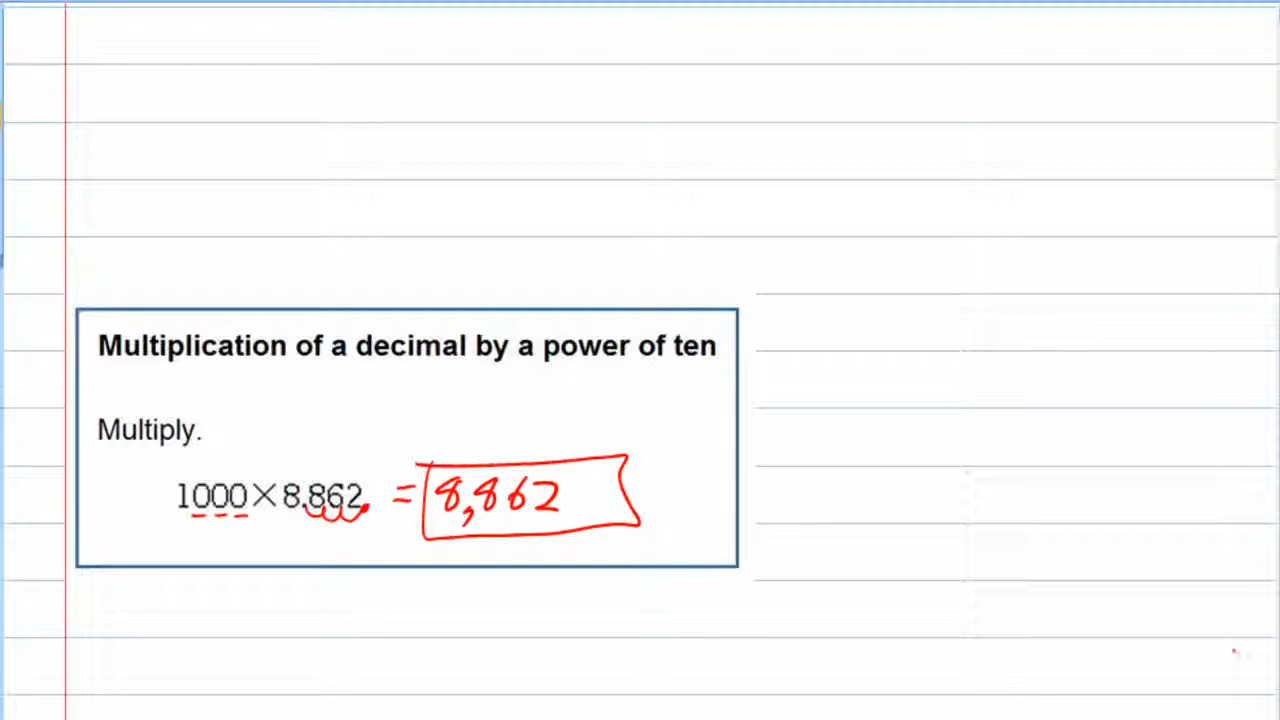 Multiplication of a decimal by a power of ten
Multiply.
1000×8.862 = 8,862